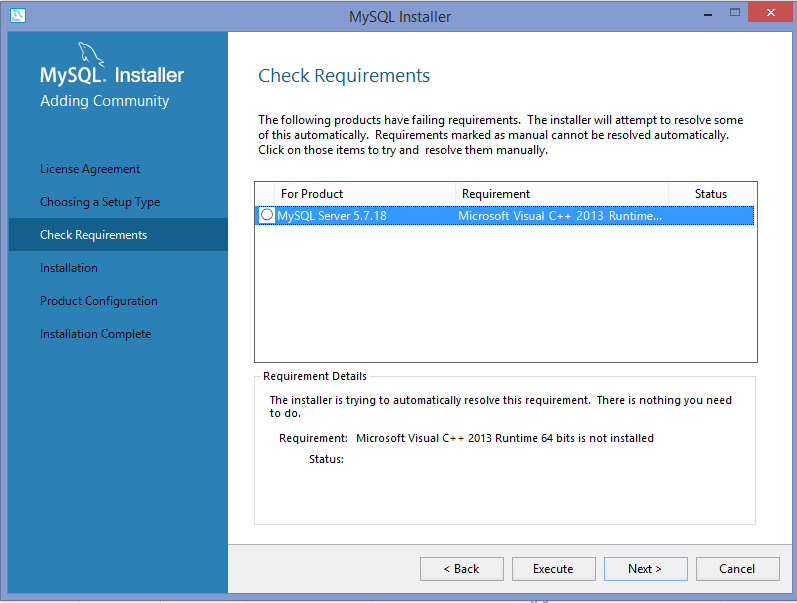 MySQL Installer
MySQL. Installer
Adding Community
License Agreement
Choosing a Setup Type
Check Requirements
Installation
Product Configuration
Installation Complete
Check Requirements
The following products have failing requirements. The installer will attempt to resolve some
of this automatically. Requirements marked as manual cannot be resolved automatically.
Click on those items to try and resolve them manually.
For Product Requirement Status
MySQL Server 5.7.18 Microsoft Visual C++ 2013 Runtime...
Requirement Details
The installer is trying to automatically resolve this requirement. There is nothing you need
to do.
Requirement: Microsoft Visual C++ 2013 Runtime 64 bits is not installed
Status:
< Back Execute Next > Cancel